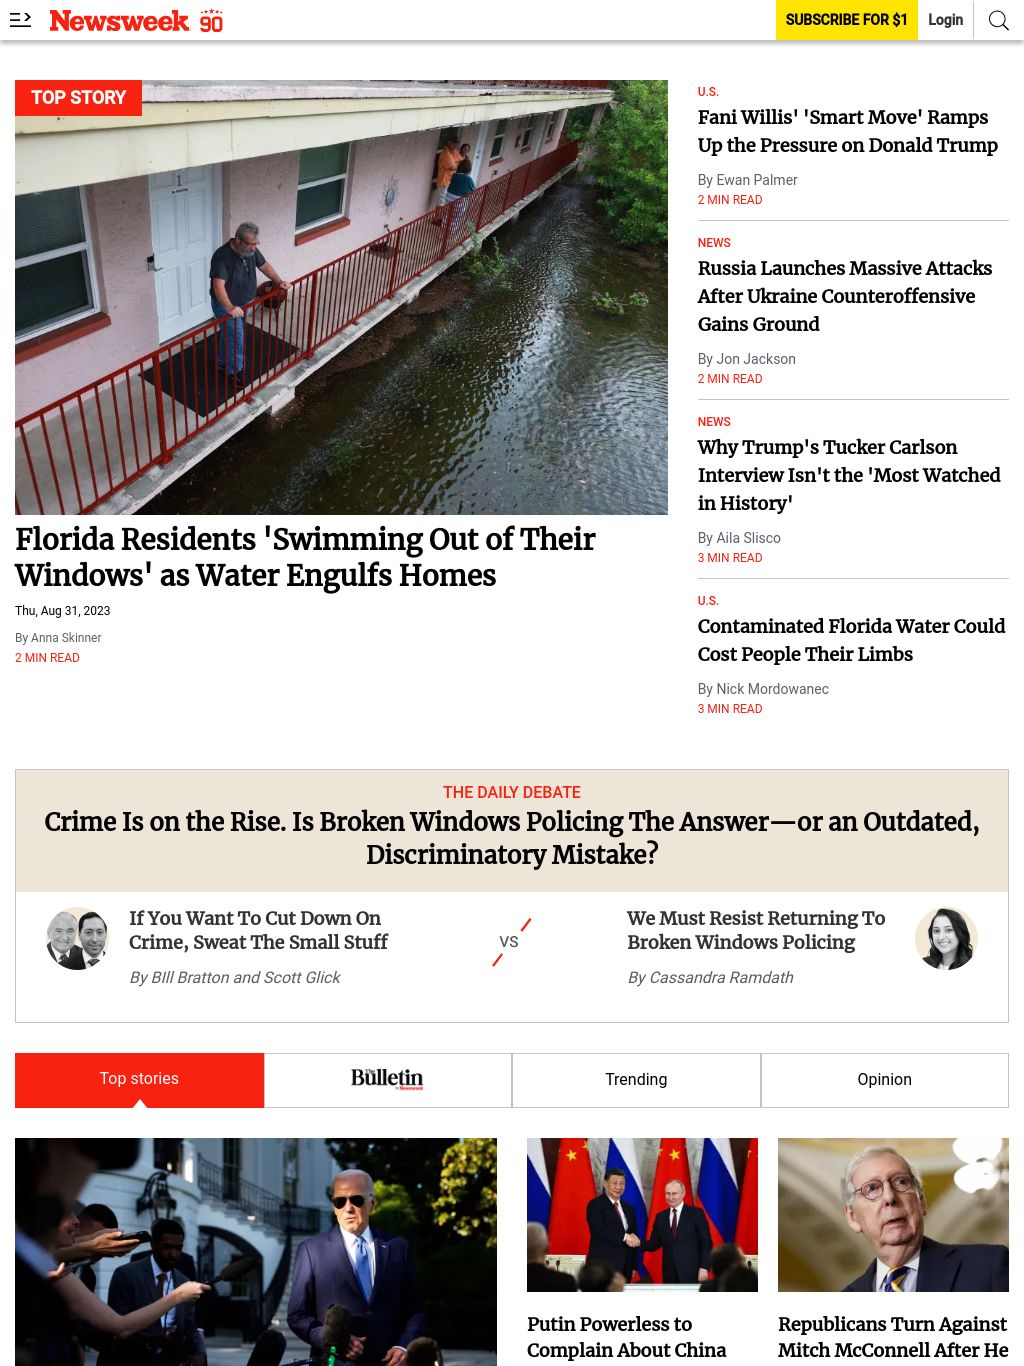 Newsweek 90
SUBSCRIBE FOR $1
Login
TOP STORY
1
Florida Residents 'Swimming Out of Their
Windows' as Water Engulfs Homes
Thu, Aug 31, 2023
By Anna Skinner
2 MIN READ
U.S.
Fani Willis' 'Smart Move' Ramps
Up the Pressure on Donald Trump
By Ewan Palmer
2 MIN READ
NEWS
Russia Launches Massive Attacks
After Ukraine Counteroffensive
Gains Ground
By Jon Jackson
2 MIN READ
NEWS
Why Trump's Tucker Carlson
Interview Isn't the 'Most Watched
in History'
By Aila Slisco
3 MIN READ
U.S.
Contaminated Florida Water Could
Cost People Their Limbs
By Nick Mordowanec
3 MIN READ
THE DAILY DEBATE
Crime Is on the Rise. Is Broken Windows Policing The Answer—or an Outdated,
Discriminatory Mistake?
If You Want To Cut Down On
Crime, Sweat The Small Stuff
By BIll Bratton and Scott Glick
VS
We Must Resist Returning To
Broken Windows Policing
By Cassandra Ramdath
Top stories
The Bulletin
by Newsweek
Trending
Opinion
Putin Powerless to
Complain About China
Republicans Turn Against
Mitch McConnell After He